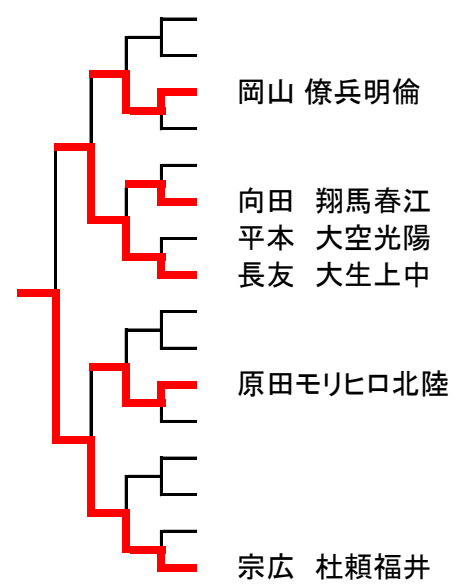 岡山 僚兵明倫
向田　翔馬春江
平本　大空光陽
長友　大生上中
原田モリヒロ北陸
宗広　杜頼福井